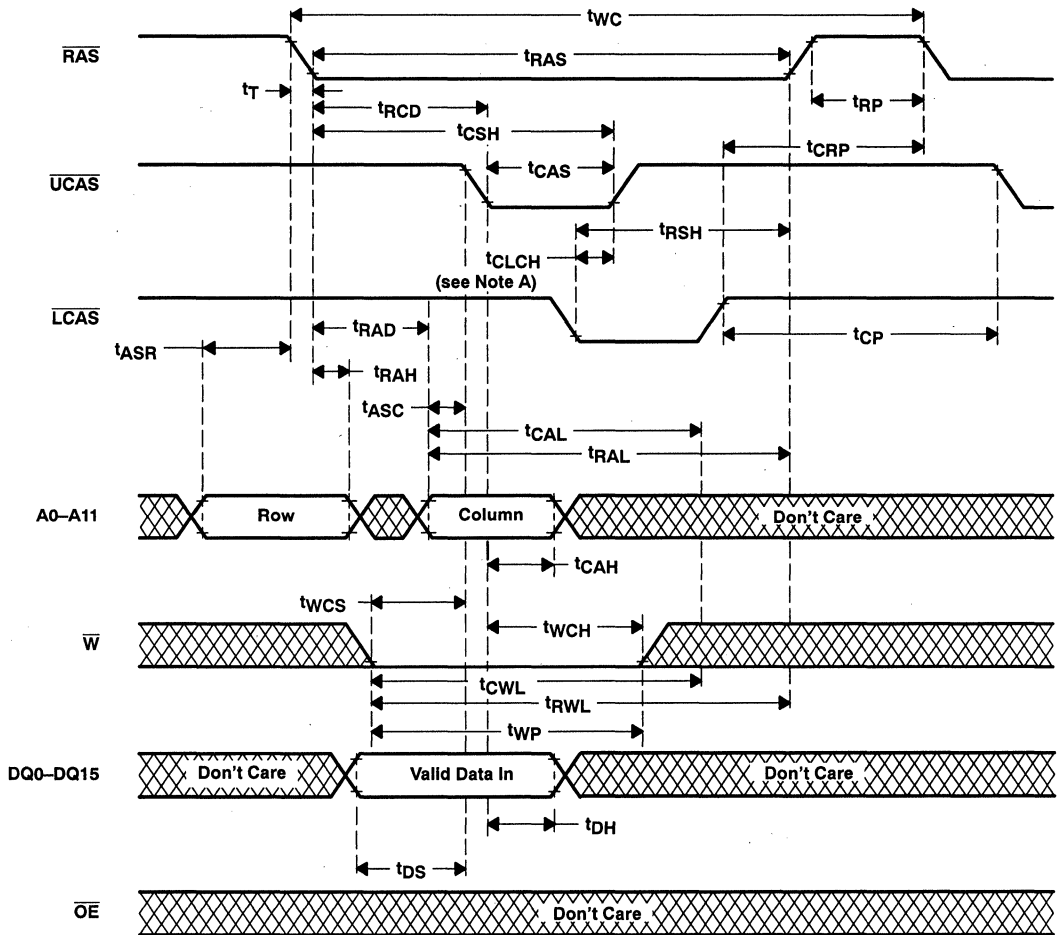 tWC
RAS
tRAS
tT
tRP
tRCD
tCSH
tCRP
UCAS
tCAS
tRSH
tCLCH
(see Note A)
LCAS
tRAD
tCP
tASR
tRAH
tASC
tCAL
tRAL
A0–A11
Row
Column
Don't Care
tCAH
tWCS
tWCH
W
tCWL
tRWL
tWP
DQ0–DQ15
Don't Care
Valid Data In
Don't Care
tDH
tDS
OE
Don't Care